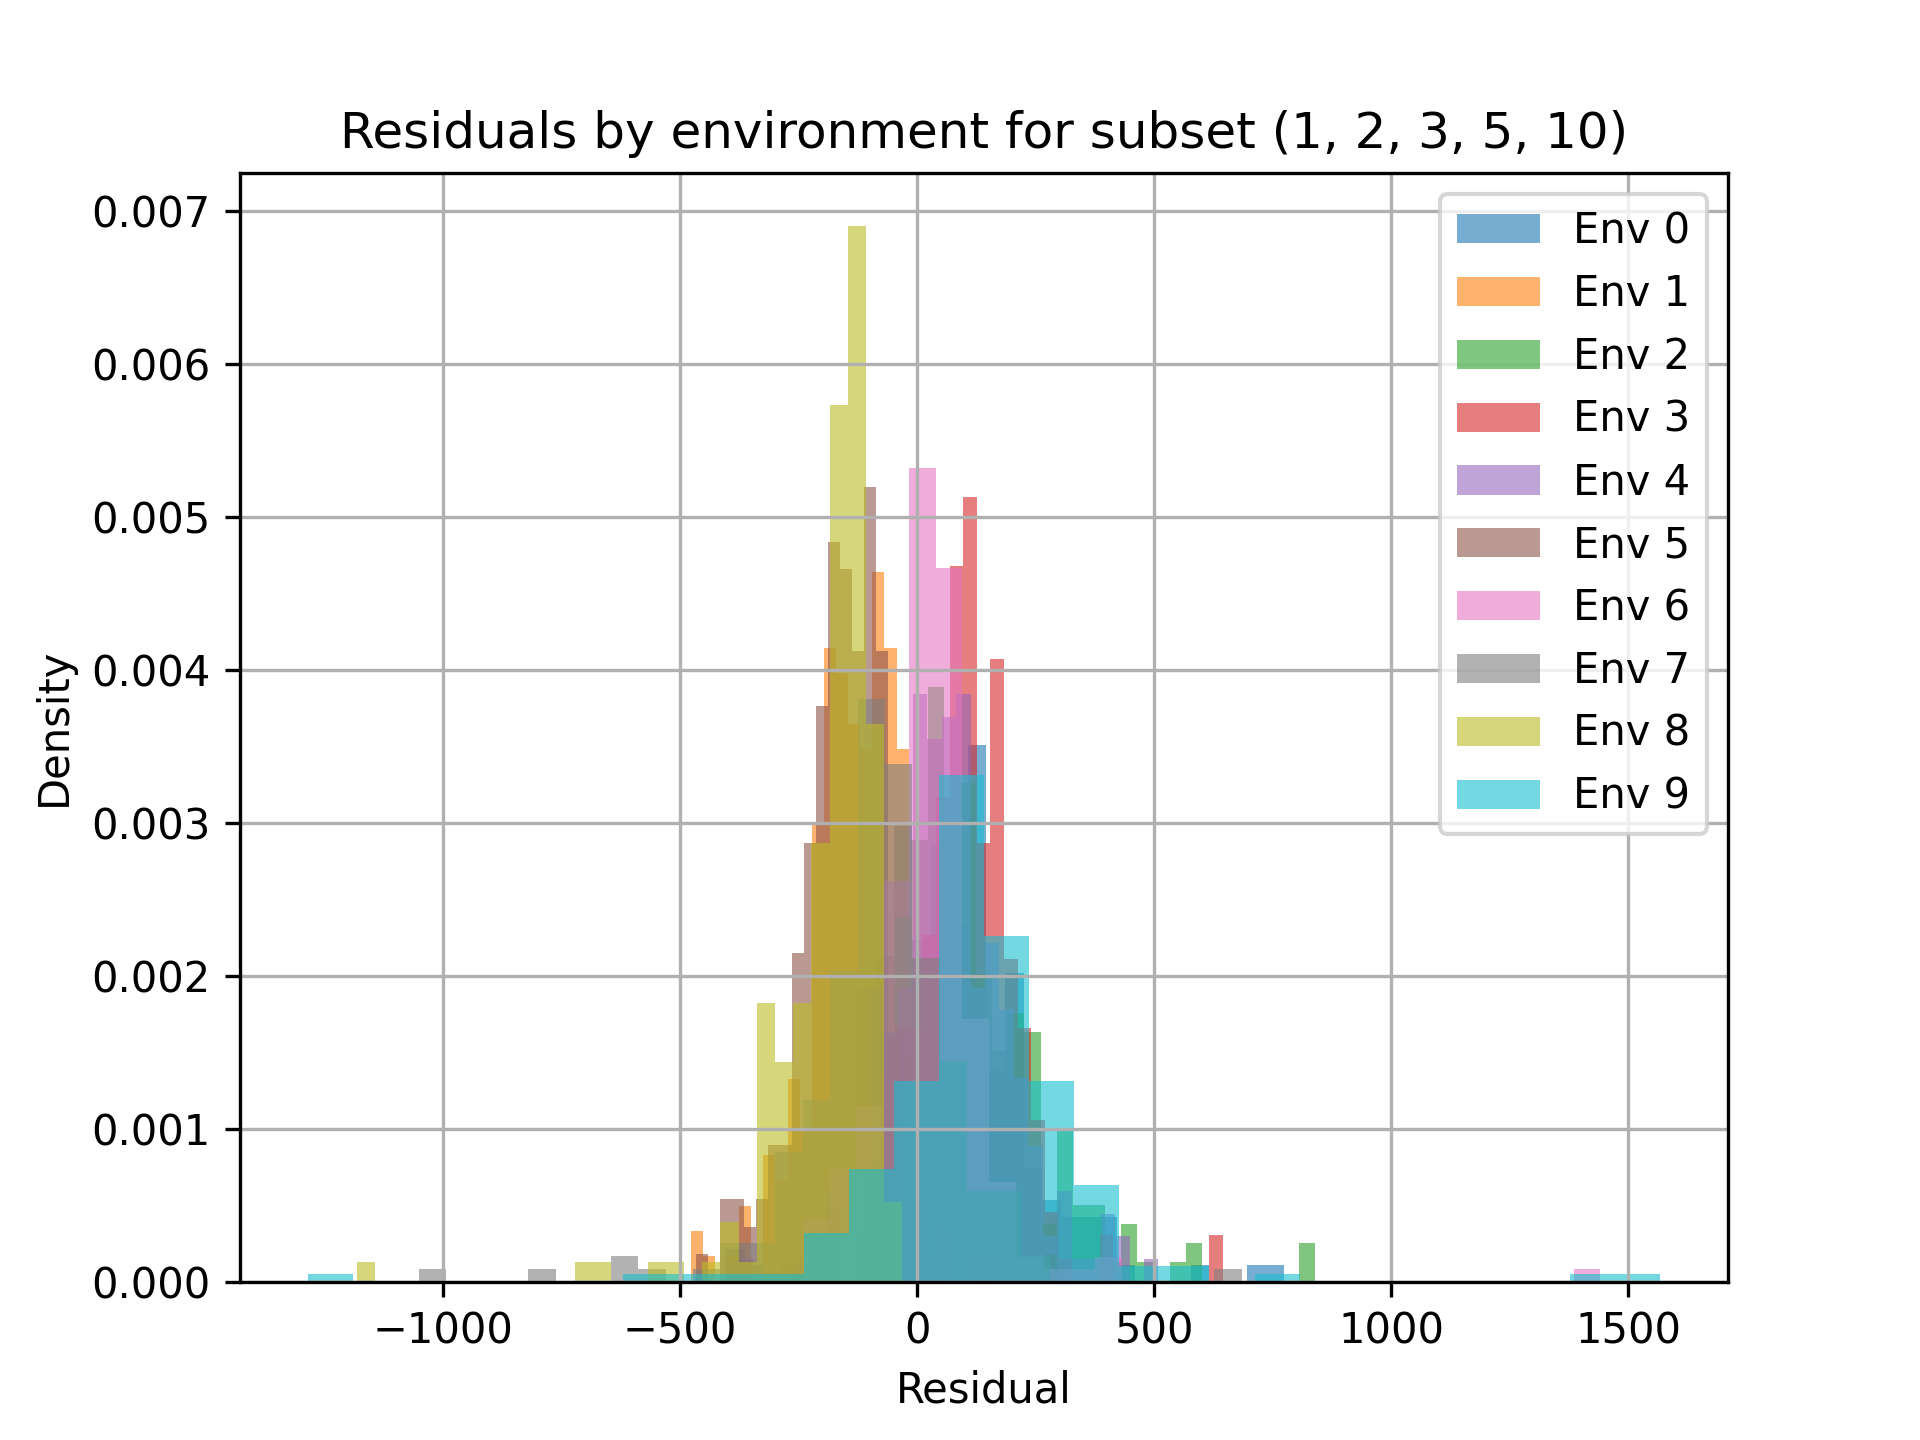 Residuals by environment for subset (1, 2, 3, 5, 10)
0.007
0.006
0.005
0.004
0.003
0.002
0.001
0.000
Density
−1000
−500
0
500
1000
1500
Residual
Env 0
Env 1
Env 2
Env 3
Env 4
Env 5
Env 6
Env 7
Env 8
Env 9